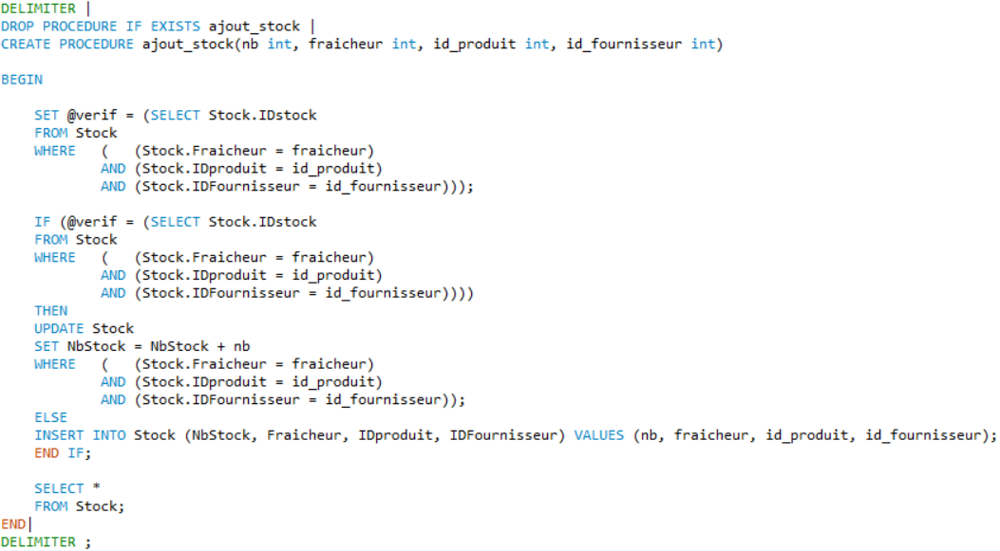 DELIMITER |
DROP PROCEDURE IF EXISTS ajout_stock |
CREATE PROCEDURE ajout_stock(nb int, fraicheur int, id_produit int, id_fournisseur int)

BEGIN

    SET @verif = (SELECT Stock.IDstock
    FROM Stock
    WHERE   (   (Stock.Fraicheur = fraicheur)
            AND (Stock.IDproduit = id_produit)
            AND (Stock.IDFournisseur = id_fournisseur)));

    IF (@verif = (SELECT Stock.IDstock
    FROM Stock
    WHERE   (   (Stock.Fraicheur = fraicheur)
            AND (Stock.IDproduit = id_produit)
            AND (Stock.IDFournisseur = id_fournisseur))))
    THEN
    UPDATE Stock
    SET NbStock = NbStock + nb
    WHERE   (   (Stock.Fraicheur = fraicheur)
            AND (Stock.IDproduit = id_produit)
            AND (Stock.IDFournisseur = id_fournisseur));
    ELSE
    INSERT INTO Stock (NbStock, Fraicheur, IDproduit, IDFournisseur) VALUES (nb, fraicheur, id_produit, id_fournisseur);
    END IF;

    SELECT *
    FROM Stock;
END|
DELIMITER ;